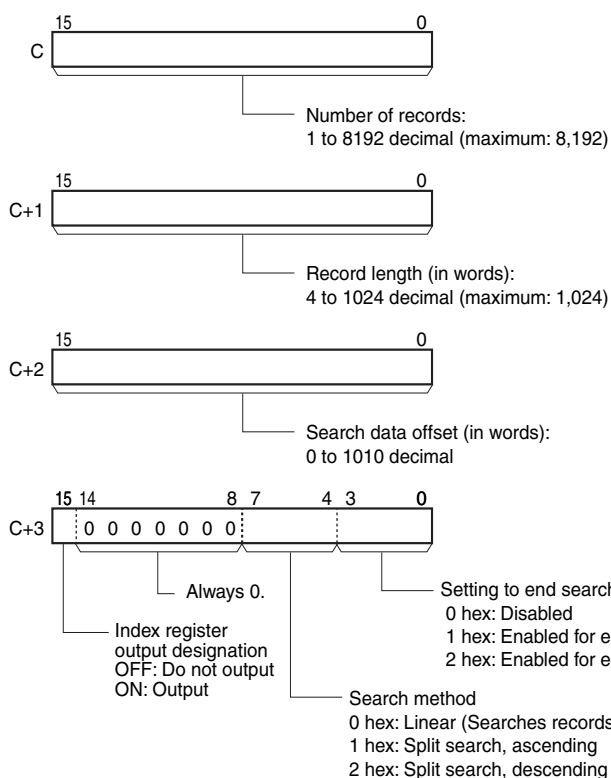 15 0
C
Number of records:
1 to 8192 decimal (maximum: 8,192)
15 0
C+1
Record length (in words):
4 to 1024 decimal (maximum: 1,024)
15 0
C+2
Search data offset (in words):
0 to 1010 decimal
15 14 8 7 4 3 0
C+3 0 0 0 0 0 0 0
Always 0.
Setting to end search
0 hex: Disabled
1 hex: Enabled for e
2 hex: Enabled for e
Index register
output designation
OFF: Do not output
ON: Output
Search method
0 hex: Linear (Searches records
1 hex: Split search, ascending
2 hex: Split search, descending